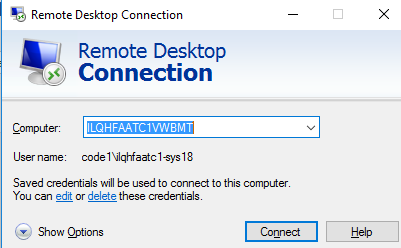 Remote Desktop Connection
Remote Desktop
Connection
Computer: ILQHFAATC1VWBMT
User name: code1\ilqhfaatc1-sys18
Saved credentials will be used to connect to this computer.
You can edit or delete these credentials.
Show Options Connect Help